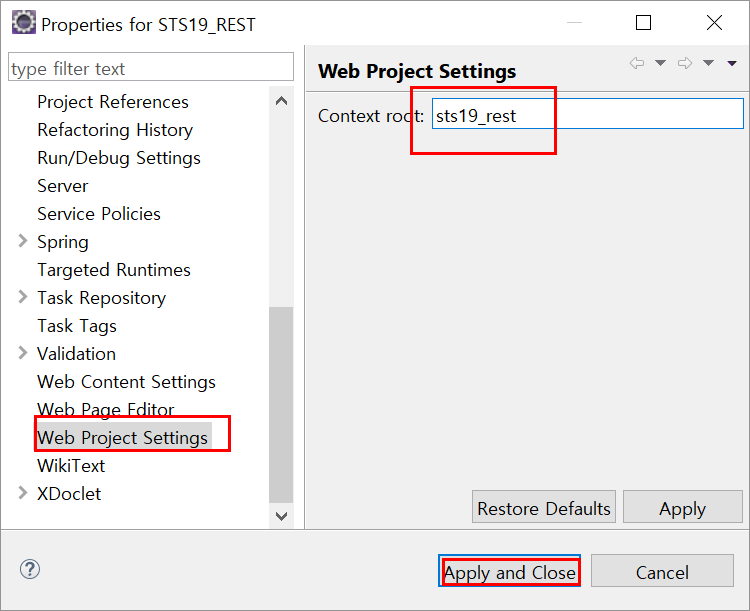 Properties for STS19_REST
type filter text
Project References
Refactoring History
Run/Debug Settings
Server
Service Policies
Spring
Targeted Runtimes
Task Repository
Task Tags
Validation
Web Content Settings
Web Page Editor
Web Project Settings
WikiText
XDoclet
Web Project Settings
Context root: sts19_rest
Restore Defaults Apply
Apply and Close Cancel